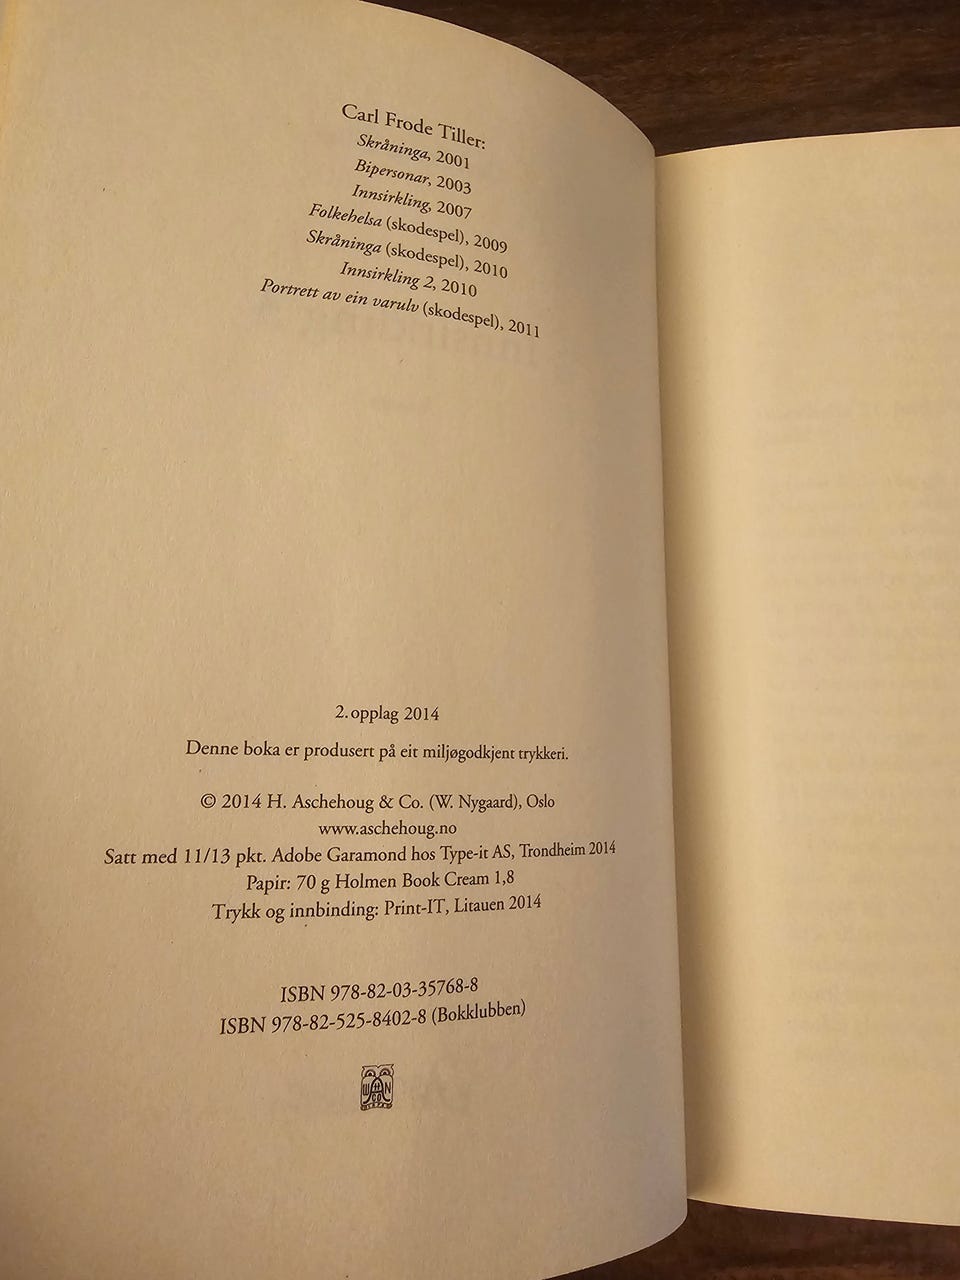 Carl Frode Tiller:
Skråninga, 2001
Bipersonar, 2003
Innsirkling, 2007
Folkehelsa (skodespel), 2009
Skråninga (skodespel), 2010
Innsirkling 2, 2010
Portrett av ein varulv (skodespel), 2011
2. opplag 2014
Denne boka er produsert på eit miljøgodkjent trykkeri.
© 2014 H. Aschehoug & Co. (W. Nygaard), Oslo
www.aschehoug.no
Satt med 11/13 pkt. Adobe Garamond hos Type-it AS, Trondheim 2014
Papir: 70 g Holmen Book Cream 1,8
Trykk og innbinding: Print-IT, Litauen 2014
ISBN 978-82-03-35768-8
ISBN 978-82-525-8402-8 (Bokklubben)